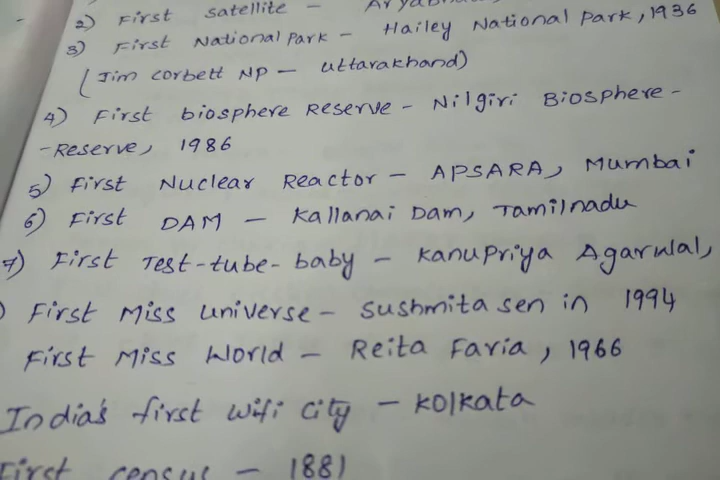 2) First satellite -
3) First National Park - Hailey National Park, 1936
(Jim corbett NP - uttarakhand)
4) First biosphere Reserve - Nilgiri Biosphere -
- Reserve, 1986
5) First Nuclear Reactor - APSARA, Mumbai
6) First DAM - Kallanai Dam, Tamilnadu
7) First Test-tube-baby - Kanupriya Agarwal,
) First Miss universe - Sushmita sen in 1994
First Miss World - Reita Faria, 1966
India's first wifi city - Kolkata
First census - 1881